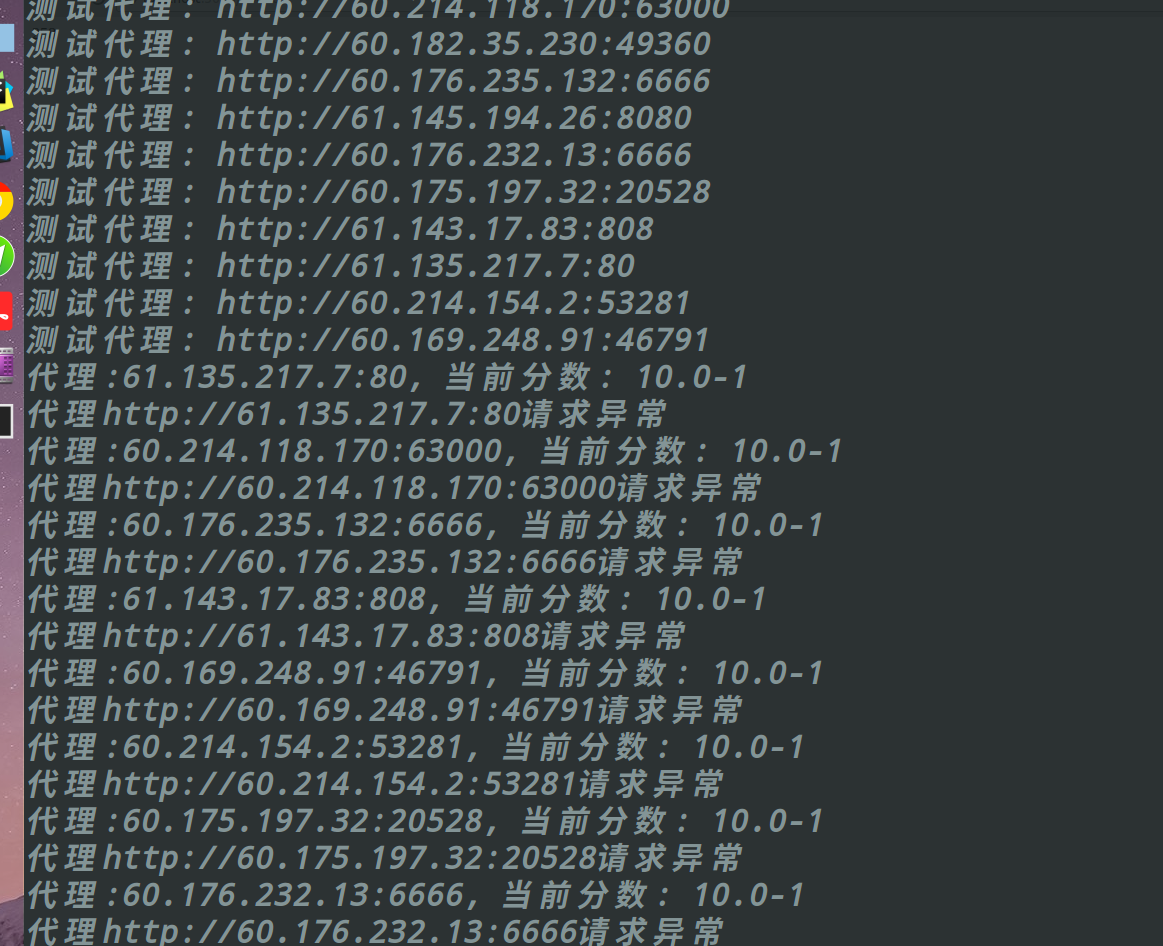 测试代理：http://60.214.118.170:63000
测试代理：http://60.182.35.230:49360
测试代理：http://60.176.235.132:6666
测试代理：http://61.145.194.26:8080
测试代理：http://60.176.232.13:6666
测试代理：http://60.175.197.32:20528
测试代理：http://61.143.17.83:808
测试代理：http://61.135.217.7:80
测试代理：http://60.214.154.2:53281
测试代理：http://60.169.248.91:46791
代理:61.135.217.7:80，当前分数：10.0-1
代理http://61.135.217.7:80请求异常
代理:60.214.118.170:63000，当前分数：10.0-1
代理http://60.214.118.170:63000请求异常
代理:60.176.235.132:6666，当前分数：10.0-1
代理http://60.176.235.132:6666请求异常
代理:61.143.17.83:808，当前分数：10.0-1
代理http://61.143.17.83:808请求异常
代理:60.169.248.91:46791，当前分数：10.0-1
代理http://60.169.248.91:46791请求异常
代理:60.214.154.2:53281，当前分数：10.0-1
代理http://60.214.154.2:53281请求异常
代理:60.175.197.32:20528，当前分数：10.0-1
代理http://60.175.197.32:20528请求异常
代理:60.176.232.13:6666，当前分数：10.0-1
代理http://60.176.232.13:6666请求异常